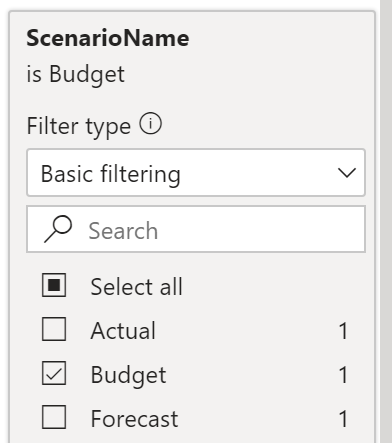 ScenarioName
is Budget
Filter type
Basic filtering
Search
Select all
Actual 1
Budget 1
Forecast 1